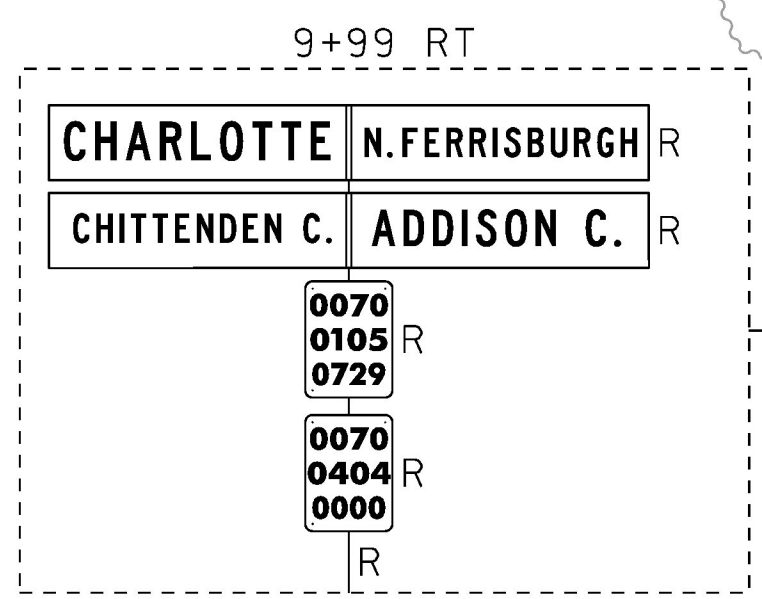 9+99 RT
CHARLOTTE N.FERRISBURGH R
CHITTENDEN C. ADDISON C. R
0070
0105 R
0729
0070
0404 R
0000
R